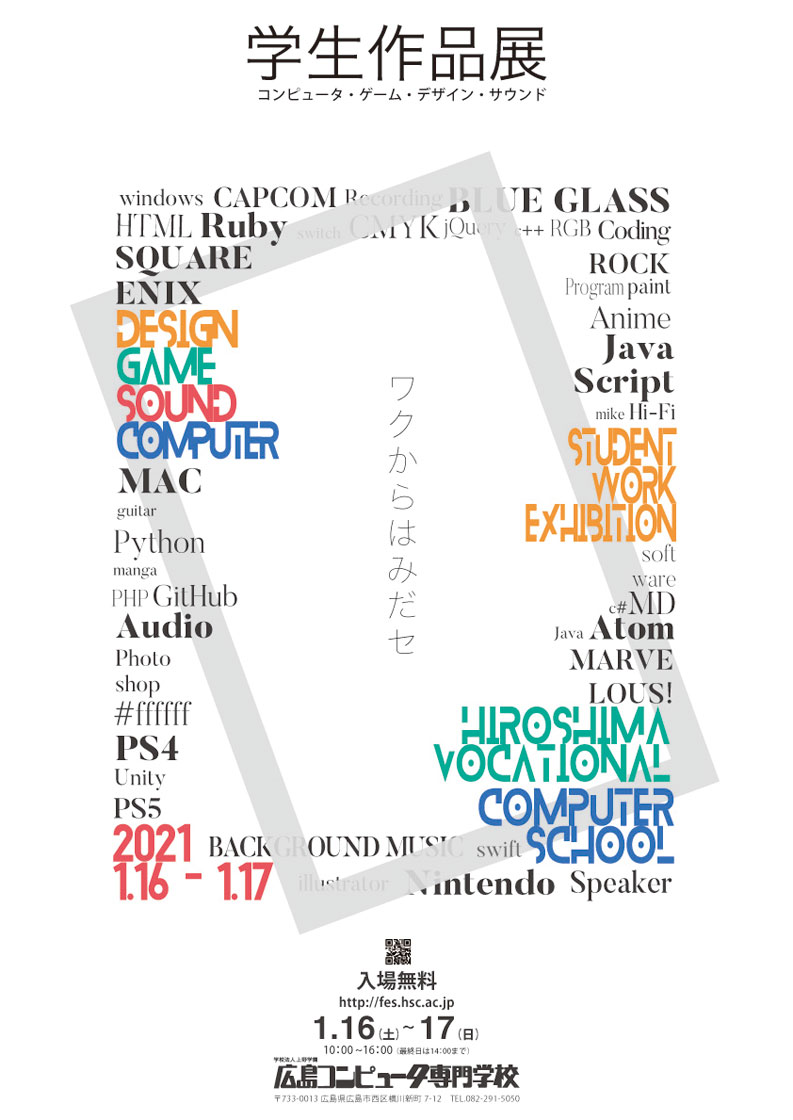 学生作品展
コンピュータ・ゲーム・デザイン・サウンド
windows CAPCOM Recording BLUE GLASS
HTML Ruby switch CMYK jQuery c++ RGB Coding
SQUARE
ENIX
DESIGN
GAME
SOUND
COMPUTER
MAC
guitar
Python
manga
PHP GitHub
Audio
Photo
shop
#ffffff
PS4
Unity
PS5
2021
1.16 - 1.17
ワクからはみだセ
ROCK
Program paint
Anime
Java
Script
mike Hi-Fi
STUDENT
WORK
EXHIBITION
soft
ware
c# MD
Java Atom
MARVE
LOUS!
HIROSHIMA
VOCATIONAL
COMPUTER
SCHOOL
BACKGROUND MUSIC swift
illustrator Nintendo Speaker
入場無料
http://fes.hsc.ac.jp
1.16(土)~17(日)
10:00~16:00 (最終日は14:00まで)
学校法人上野学園
広島コンピュータ専門学校
〒733-0013 広島県広島市西区横川新町 7-12 TEL.082-291-5050